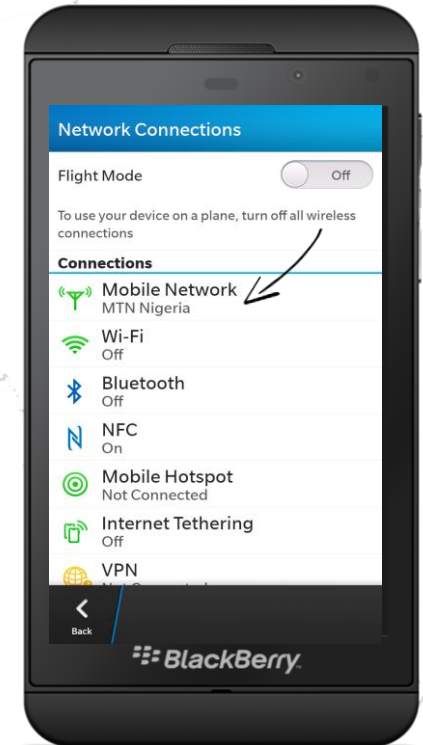 Network Connections
Flight Mode
Off
To use your device on a plane, turn off all wireless
connections
Connections
Mobile Network
MTN Nigeria
Wi-Fi
Off
Bluetooth
Off
NFC
On
Mobile Hotspot
Not Connected
Internet Tethering
Off
VPN
Not Connected
Back
BlackBerry